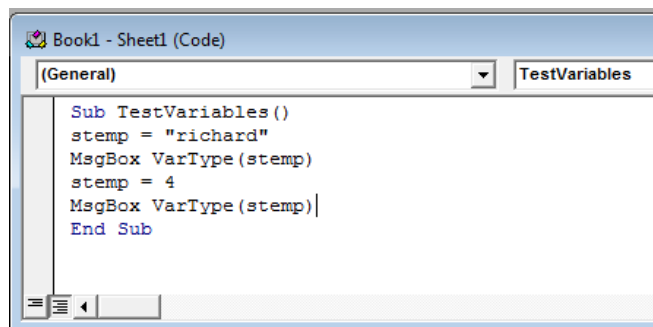 Book1 - Sheet1 (Code)
(General) TestVariables
Sub TestVariables()
stemp = "richard"
MsgBox VarType(stemp)
stemp = 4
MsgBox VarType(stemp)
End Sub